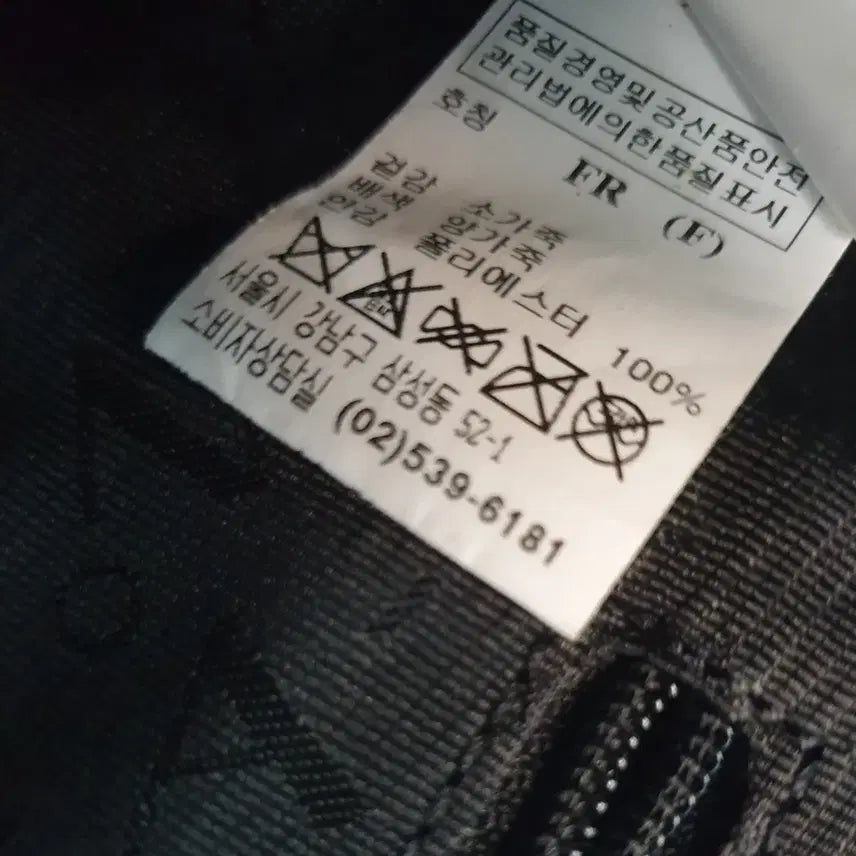 품질경영및공산품안전
관리법에의한품질표시
호칭 FR (F)
겉감 소가죽
배색 양가죽
안감 폴리에스터 100%
서울시 강남구 삼성동 52-1
소비자상담실 (02)539-6181